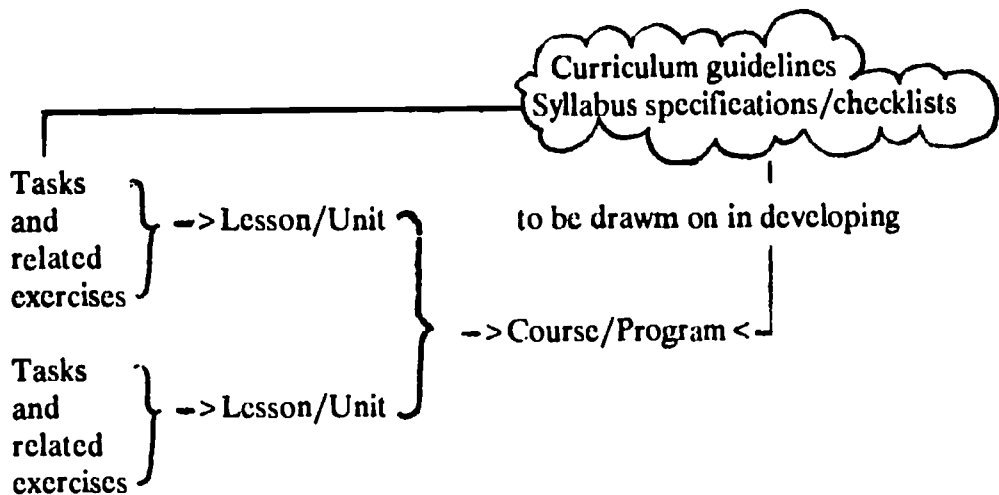 Curriculum guidelines
Syllabus specifications/checklists
Tasks
and
related
exercises
-> Lesson/Unit
to be drawm on in developing
-> Course/Program <-
Tasks
and
related
exercises
-> Lesson/Unit